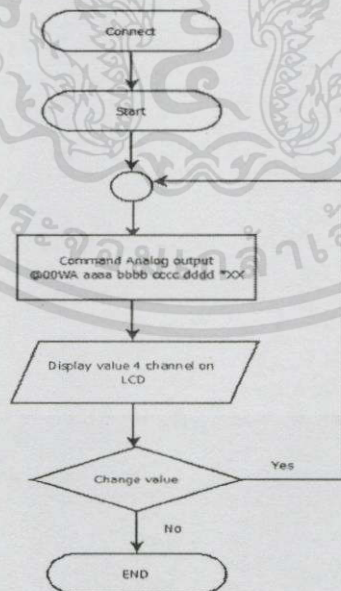 Connect
Start
Command Analog output
@00WA aaaa bbbb cccc dddd *XX
Display value 4 channel on
LCD
Change value
Yes
No
END